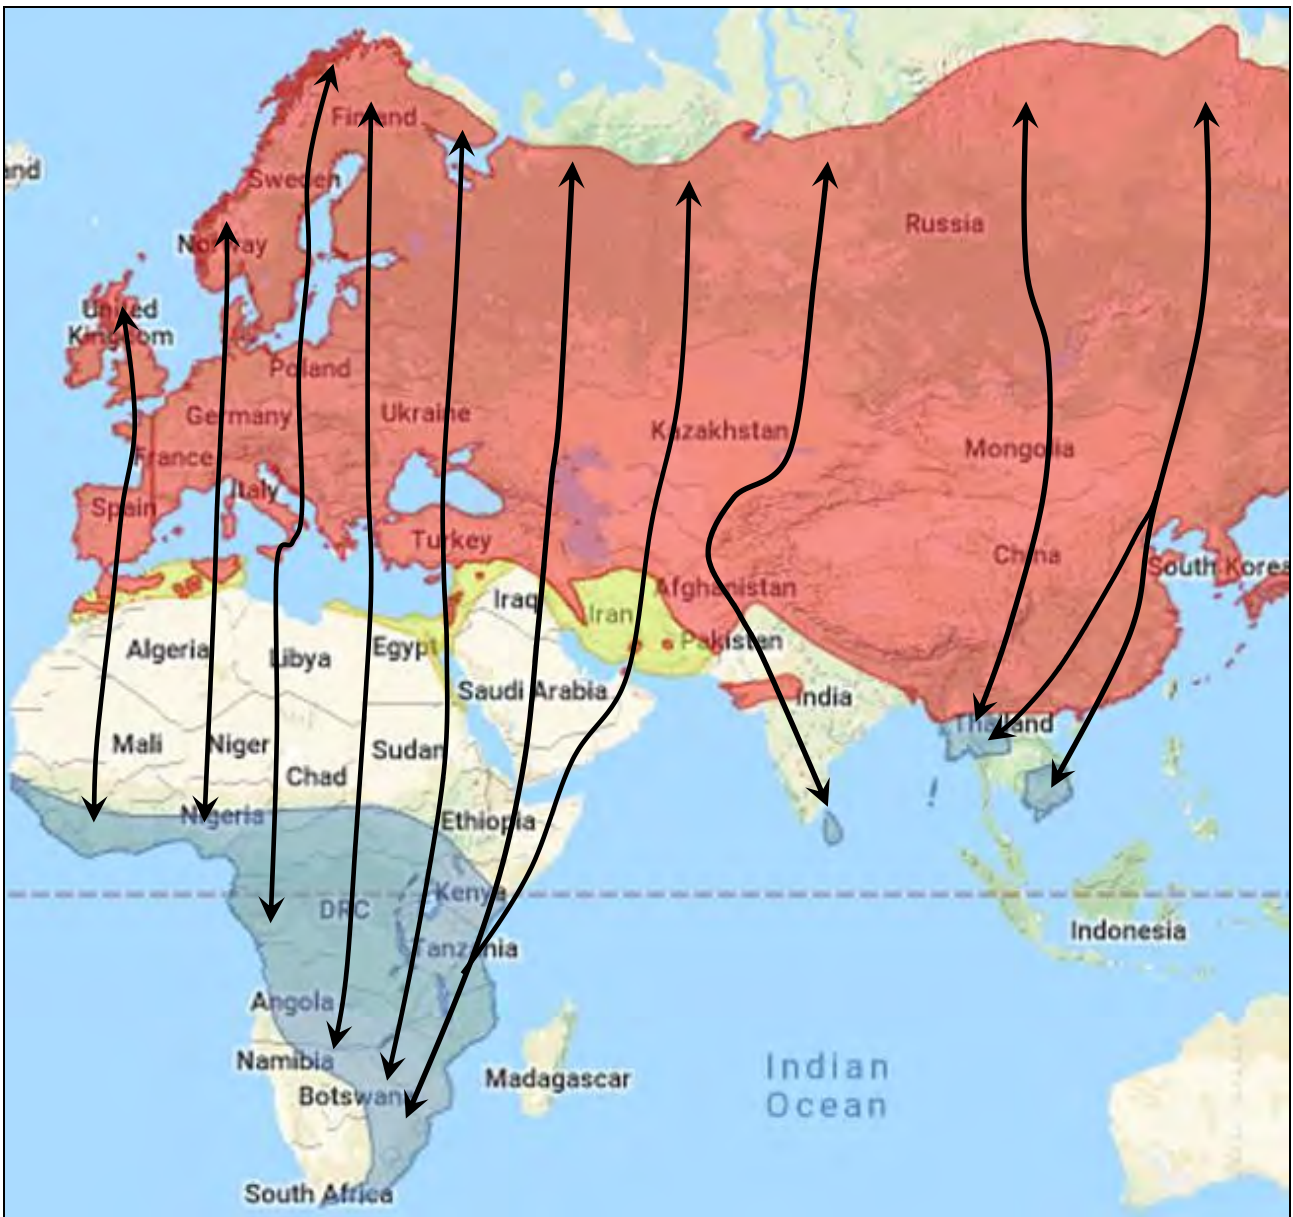 and
Finland
Sweden
Norway
Russia
United
Kingdom
Poland
Germany
Ukraine
Kazakhstan
Mongolia
France
Italy
Spain
Turkey
China
South Korea
Afghanistan
Iraq
Iran
Pakistan
Algeria
Libya
Egypt
Saudi Arabia
India
Thailand
Mali
Niger
Sudan
Chad
Nigeria
Ethiopia
Kenya
DRC
Tanzania
Indonesia
Angola
Namibia
Botswan
Madagascar
Indian
Ocean
South Africa